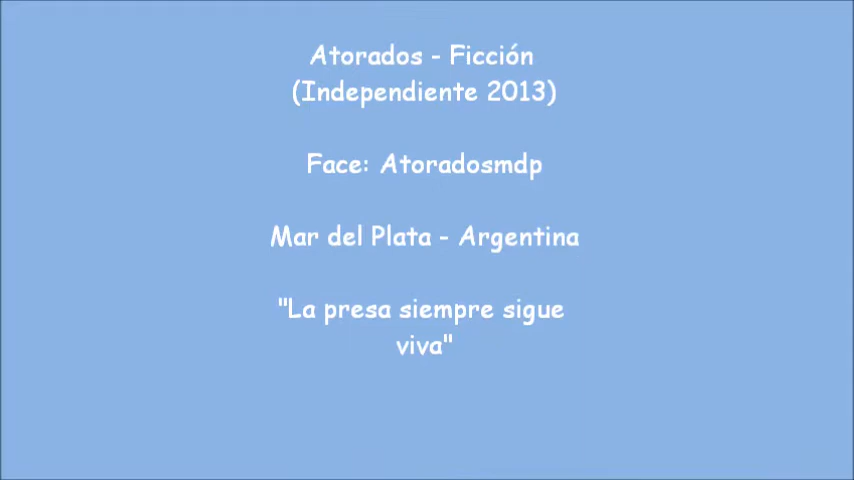 Atorados - Ficción
(Independiente 2013)
Face: Atoradosmdp
Mar del Plata - Argentina
"La presa siempre sigue
viva"